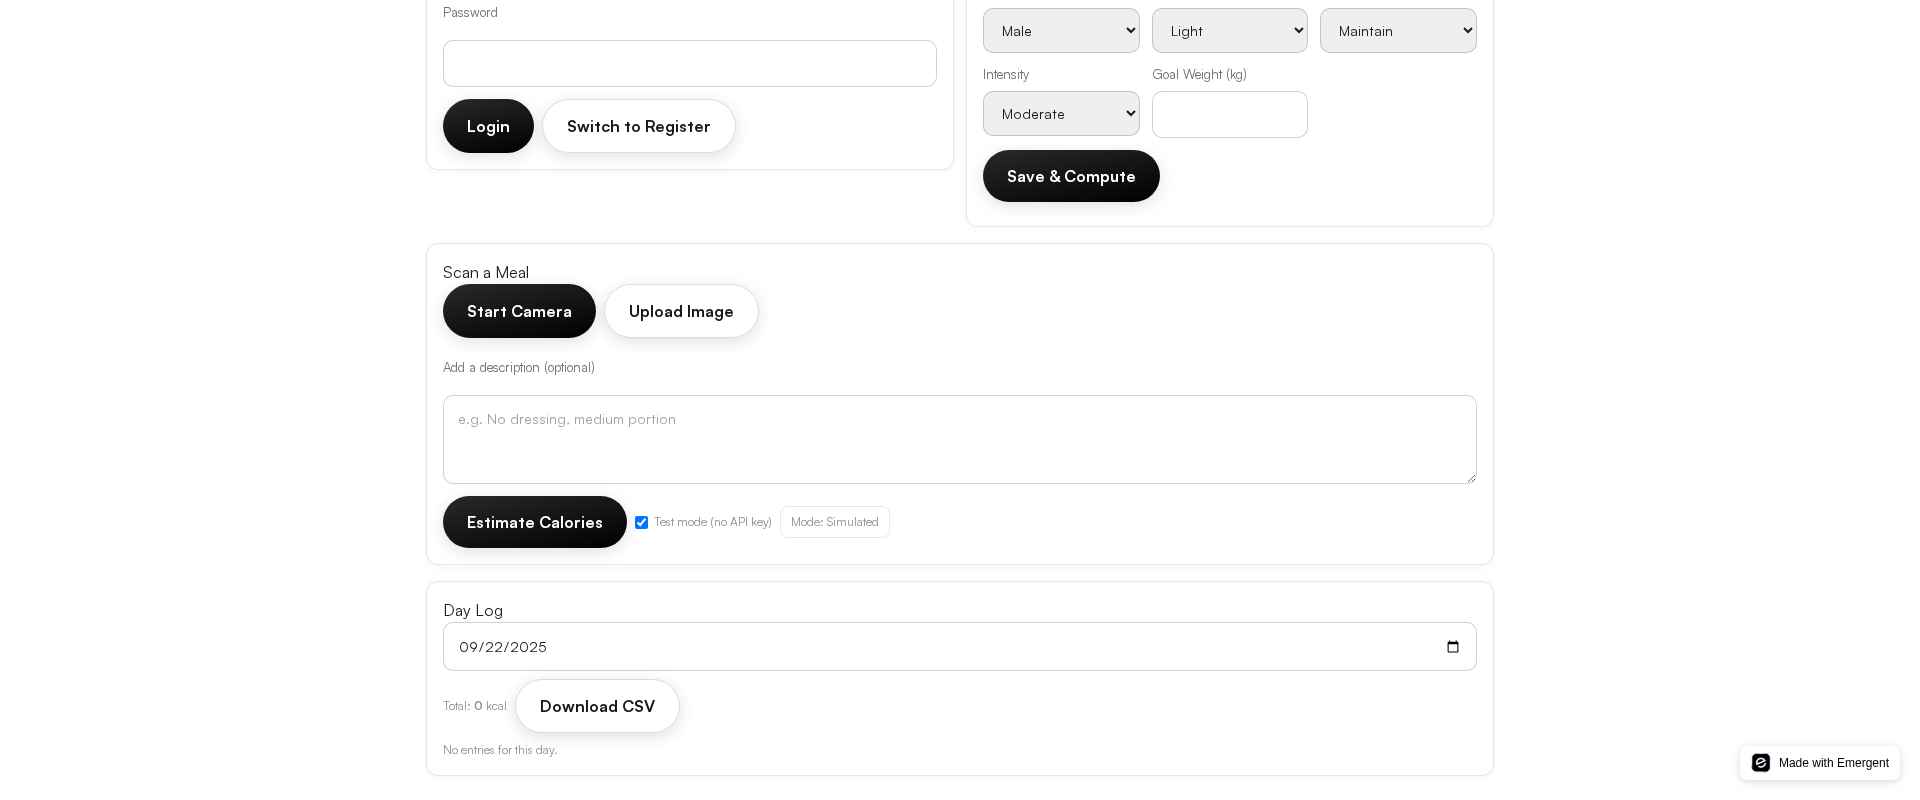 Password
Login
Switch to Register
Male
Light
Maintain
Intensity
Goal Weight (kg)
Moderate
Save & Compute
Scan a Meal
Start Camera
Upload Image
Add a description (optional)
e.g. No dressing, medium portion
Estimate Calories
Test mode (no API key)
Mode: Simulated
Day Log
09/22/2025
Total: 0 kcal
Download CSV
No entries for this day.
Made with Emergent